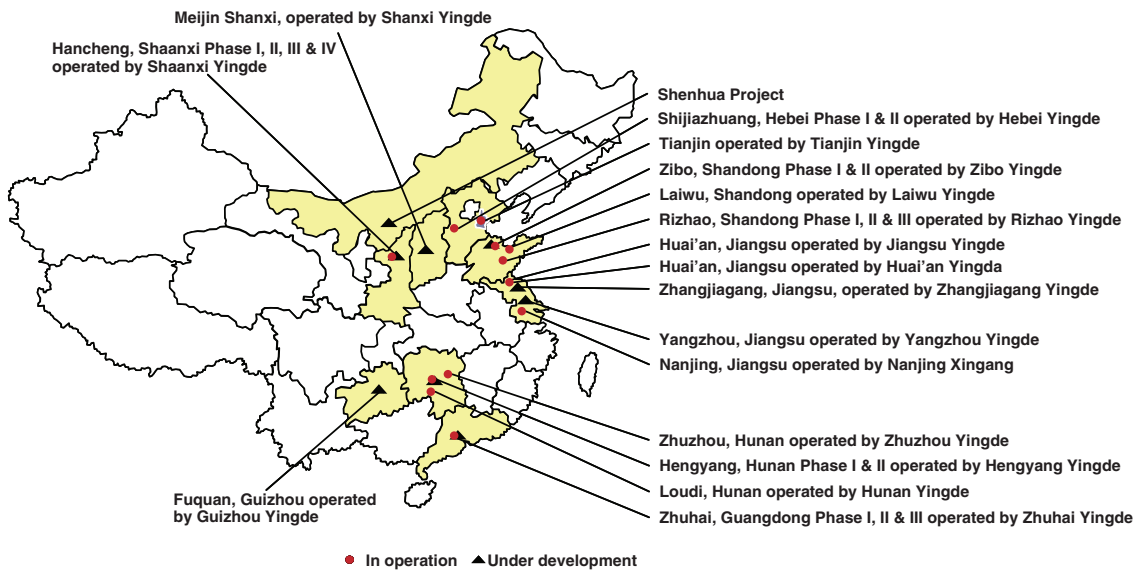 Meijin Shanxi, operated by Shanxi Yingde
Hancheng, Shaanxi Phase I, II, III & IV
operated by Shaanxi Yingde
Shenhua Project
Shijiazhuang, Hebei Phase I & II operated by Hebei Yingde
Tianjin operated by Tianjin Yingde
Zibo, Shandong Phase I & II operated by Zibo Yingde
Laiwu, Shandong operated by Laiwu Yingde
Rizhao, Shandong Phase I, II & III operated by Rizhao Yingde
Huai’an, Jiangsu operated by Jiangsu Yingde
Huai’an, Jiangsu operated by Huai’an Yingda
Zhangjiagang, Jiangsu, operated by Zhangjiagang Yingde
Yangzhou, Jiangsu operated by Yangzhou Yingde
Nanjing, Jiangsu operated by Nanjing Xingang
Zhuzhou, Hunan operated by Zhuzhou Yingde
Hengyang, Hunan Phase I & II operated by Hengyang Yingde
Loudi, Hunan operated by Hunan Yingde
Zhuhai, Guangdong Phase I, II & III operated by Zhuhai Yingde
Fuquan, Guizhou operated
by Guizhou Yingde
In operation
Under development